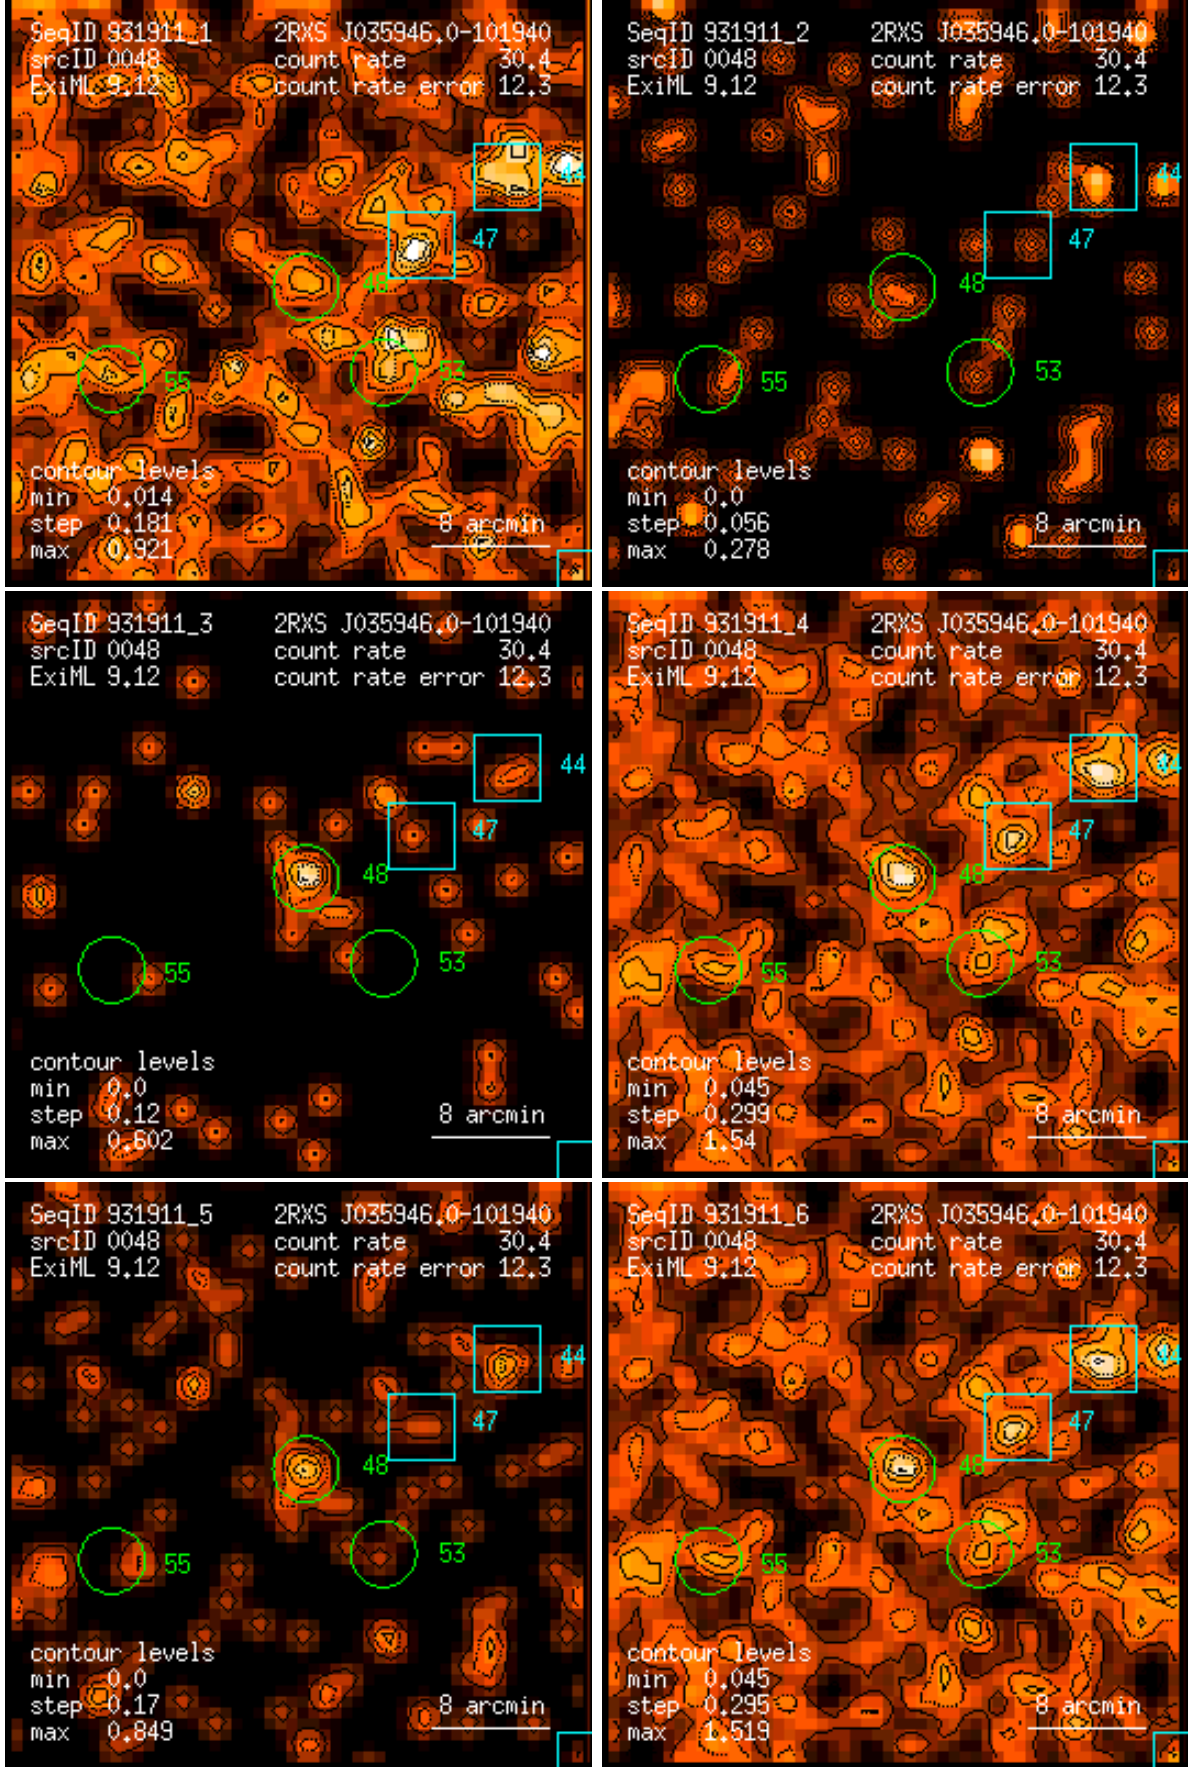 SeqID 931911_1 2RXS J035946.0-101940
srcID 0048 count rate 30.4
ExiML 9.12 count rate error 12.3
44
47
48
53
55
contour levels
min 0.014
step 0.181 8 arcmin
max 0.921
SeqID 931911_2 2RXS J035946.0-101940
srcID 0048 count rate 30.4
ExiML 9.12 count rate error 12.3
44
47
48
53
55
contour levels
min 0.0
step 0.056 8 arcmin
max 0.278
SeqID 931911_3 2RXS J035946.0-101940
srcID 0048 count rate 30.4
ExiML 9.12 count rate error 12.3
44
47
48
53
55
contour levels
min 0.0
step 0.12 8 arcmin
max 0.602
SeqID 931911_4 2RXS J035946.0-101940
srcID 0048 count rate 30.4
ExiML 9.12 count rate error 12.3
44
47
48
53
55
contour levels
min 0.045
step 0.299 8 arcmin
max 1.54
SeqID 931911_5 2RXS J035946.0-101940
srcID 0048 count rate 30.4
ExiML 9.12 count rate error 12.3
44
47
48
53
55
contour levels
min 0.0
step 0.17 8 arcmin
max 0.849
SeqID 931911_6 2RXS J035946.0-101940
srcID 0048 count rate 30.4
ExiML 9.12 count rate error 12.3
44
47
48
53
55
contour levels
min 0.045
step 0.295 8 arcmin
max 1.519